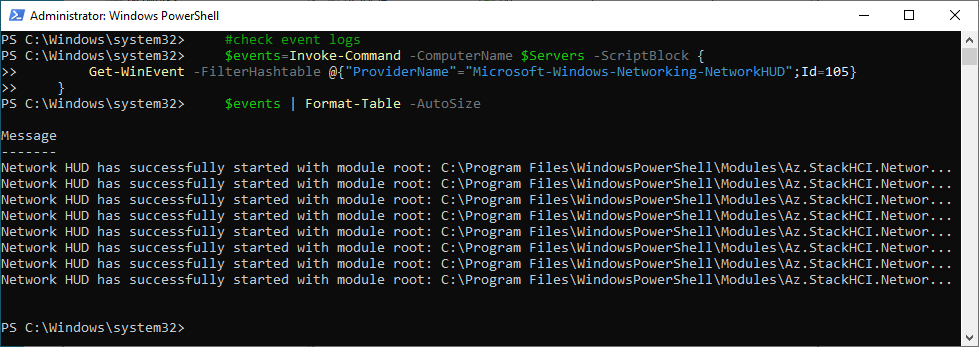 Administrator: Windows PowerShell
PS C:\Windows\system32>     #check event logs
PS C:\Windows\system32>     $events=Invoke-Command -ComputerName $Servers -ScriptBlock {
>>         Get-WinEvent -FilterHashtable @{"ProviderName"="Microsoft-Windows-Networking-NetworkHUD";Id=105}
>>     }
PS C:\Windows\system32>     $events | Format-Table -AutoSize
Message
-------
Network HUD has successfully started with module root: C:\Program Files\WindowsPowerShell\Modules\Az.StackHCI.Networ...
Network HUD has successfully started with module root: C:\Program Files\WindowsPowerShell\Modules\Az.StackHCI.Networ...
Network HUD has successfully started with module root: C:\Program Files\WindowsPowerShell\Modules\Az.StackHCI.Networ...
Network HUD has successfully started with module root: C:\Program Files\WindowsPowerShell\Modules\Az.StackHCI.Networ...
Network HUD has successfully started with module root: C:\Program Files\WindowsPowerShell\Modules\Az.StackHCI.Networ...
Network HUD has successfully started with module root: C:\Program Files\WindowsPowerShell\Modules\Az.StackHCI.Networ...
Network HUD has successfully started with module root: C:\Program Files\WindowsPowerShell\Modules\Az.StackHCI.Networ...
Network HUD has successfully started with module root: C:\Program Files\WindowsPowerShell\Modules\Az.StackHCI.Networ...
PS C:\Windows\system32>